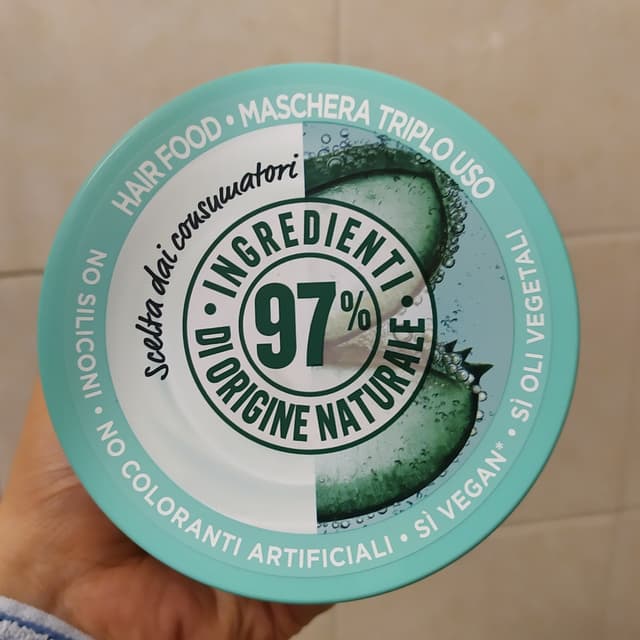 HAIR FOOD • MASCHERA TRIPLO USO
scelta dai consumatori
INGREDIENTI
97%
DI ORIGINE NATURALE
NO SILICONI • NO COLORANTI ARTIFICIALI • SÌ VEGAN* • SÌ OLI VEGETALI